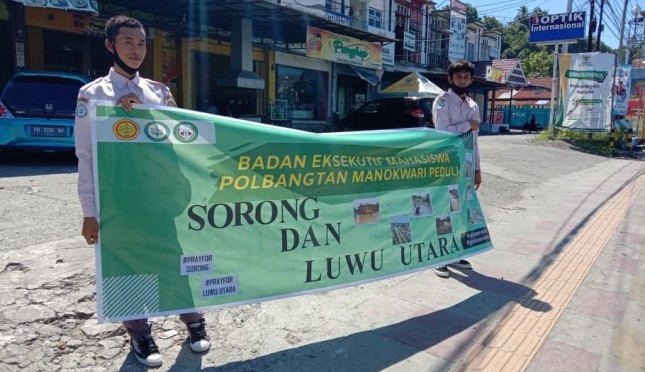 OPTIK
Internasional
BADAN EKSEKUTIF MAHASISWA
POLBANGTAN MANOKWARI PEDULI
SORONG
DAN
LUWU UTARA
#PRAYFOR
SORONG
#PRAYFOR
LUWU UTARA